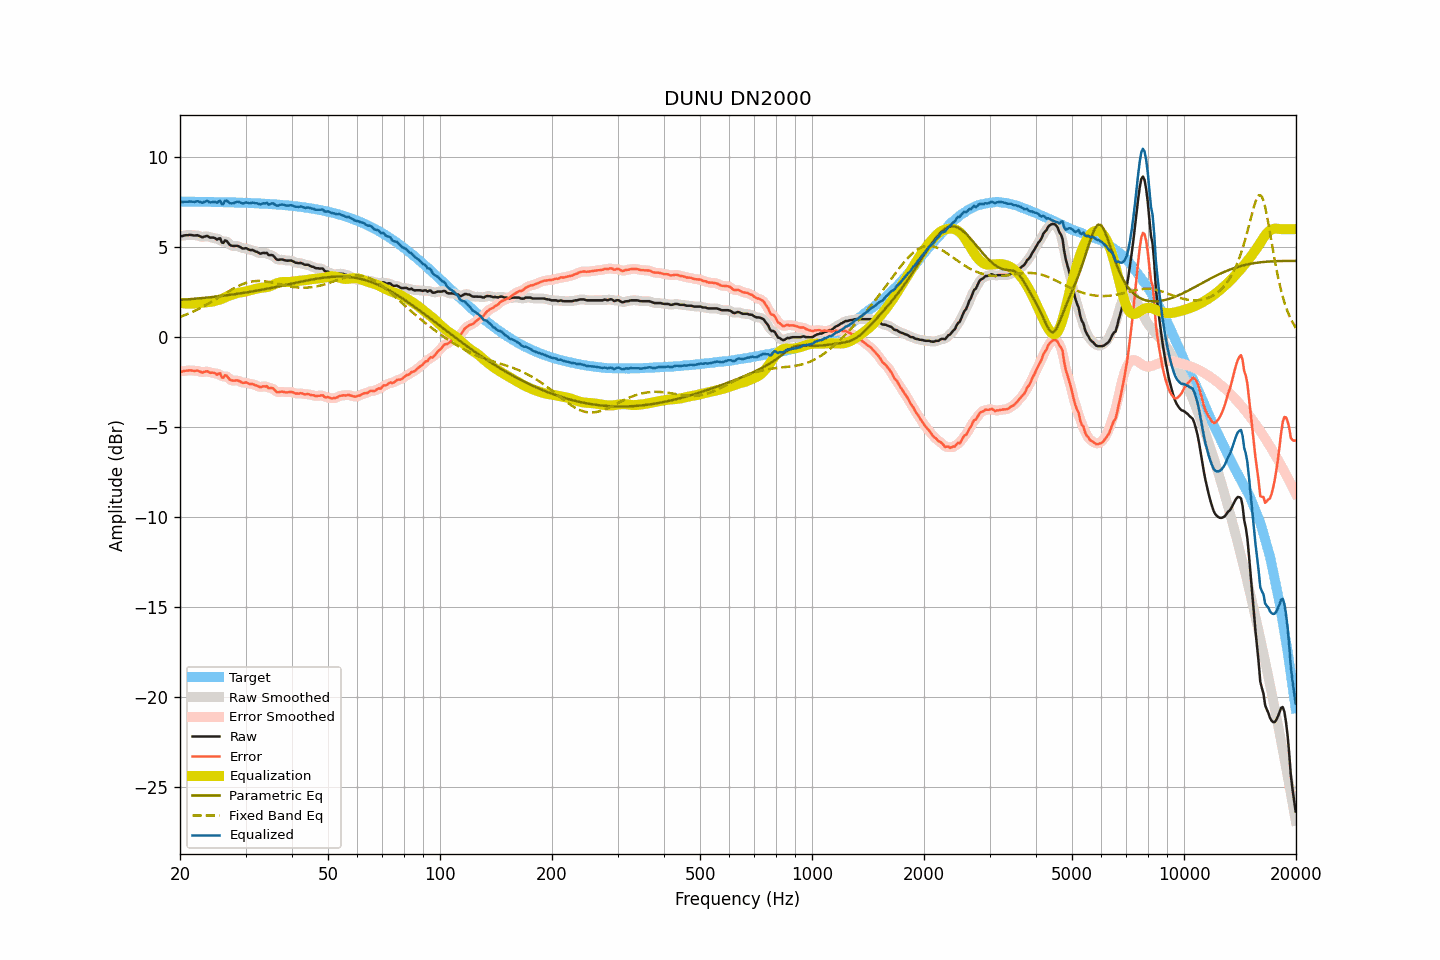 DUNU DN2000
Amplitude (dBr)
10
5
0
−5
−10
−15
−20
−25
Target
Raw Smoothed
Error Smoothed
Raw
Error
Equalization
Parametric Eq
Fixed Band Eq
Equalized
20 50 100 200 500 1000 2000 5000 10000 20000
Frequency (Hz)